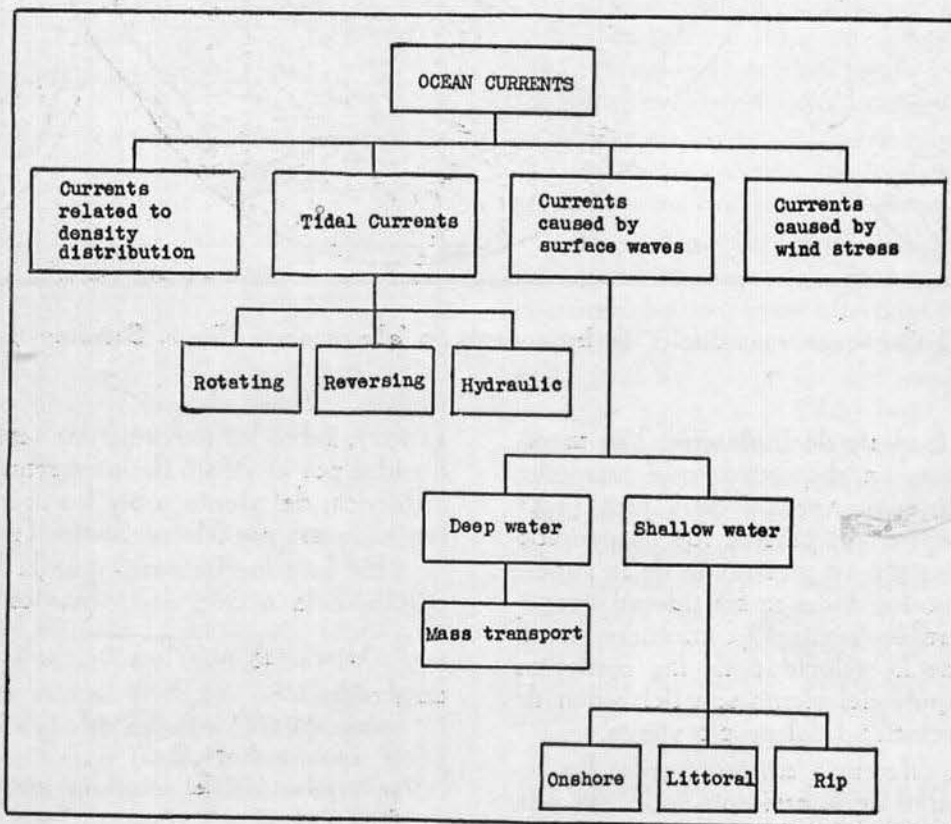 OCEAN CURRENTS
Currents
related to
density
distribution
Tidal Currents
Currents
caused by
surface waves
Currents
caused by
wind stress
Rotating
Reversing
Hydraulic
Deep water
Shallow water
Mass transport
Onshore
Littoral
Rip